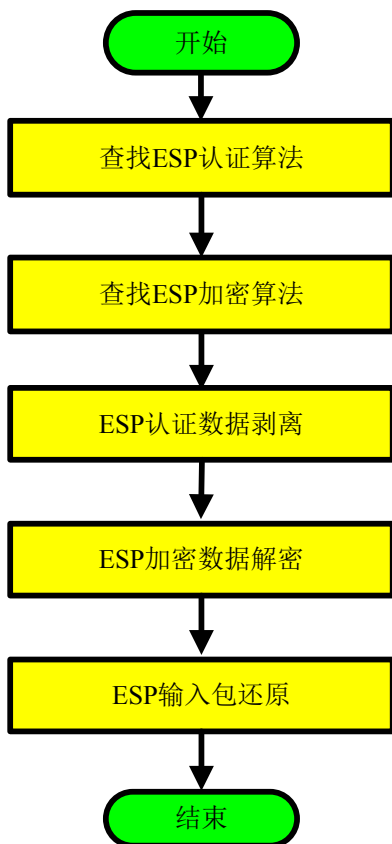 开始
查找ESP认证算法
查找ESP加密算法
ESP认证数据剥离
ESP加密数据解密
ESP输入包还原
结束